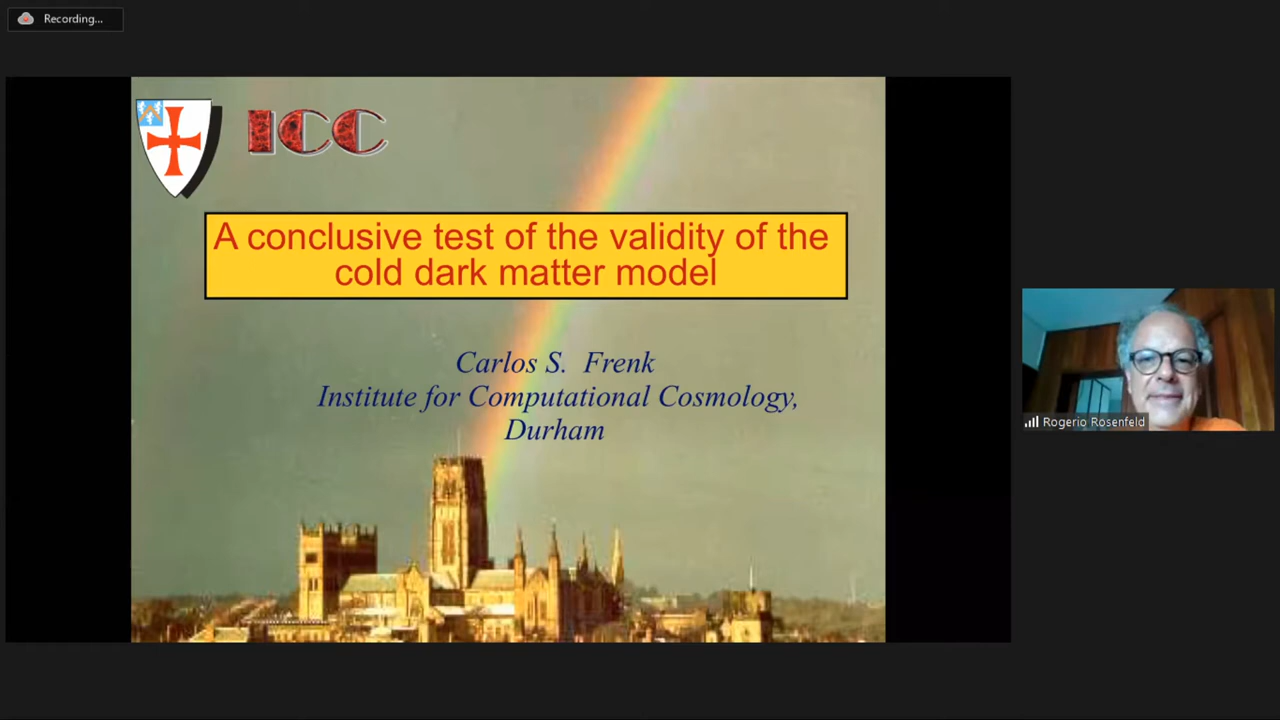 Recording...
ICC
A conclusive test of the validity of the
cold dark matter model
Carlos S. Frenk
Institute for Computational Cosmology,
Durham
Rogerio Rosenfeld